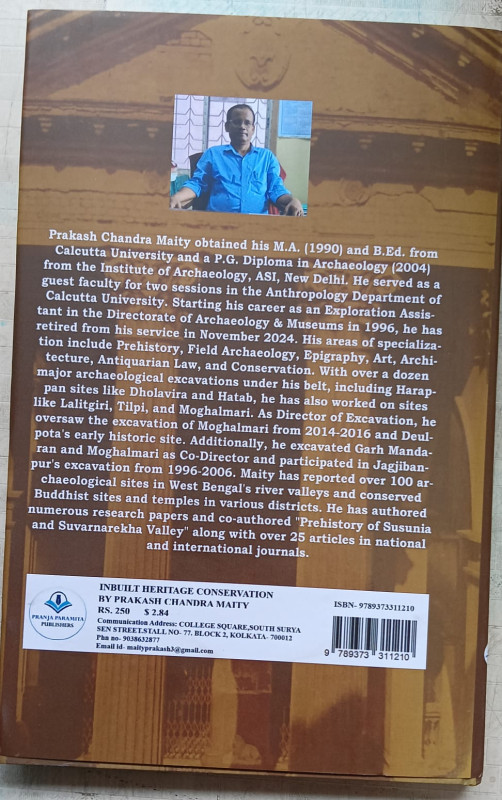 Prakash Chandra Maity obtained his M.A. (1990) and B.Ed. from
Calcutta University and a P.G. Diploma in Archaeology (2004)
from the Institute of Archaeology, ASI, New Delhi. He served as a
guest faculty for two sessions in the Anthropology Department of
Calcutta University. Starting his career as an Exploration Assis-
tant in the Directorate of Archaeology & Museums in 1996, he has
retired from his service in November 2024. His areas of specializa-
tion include Prehistory, Field Archaeology, Epigraphy, Art, Archi-
tecture, Antiquarian Law, and Conservation. With over a dozen
major archaeological excavations under his belt, including Harap-
pan sites like Dholavira and Hatab, he has also worked on sites
like Lalitgiri, Tilpi, and Moghalmari. As Director of Excavation, he
oversaw the excavation of Moghalmari from 2014-2016 and Deul-
pota's early historic site. Additionally, he excavated Garh Manda-
ran and Moghalmari as Co-Director and participated in Jagjiban-
pur's excavation from 1996-2006. Maity has reported over 100 ar-
chaeological sites in West Bengal's river valleys and conserved
Buddhist sites and temples in various districts. He has authored
numerous research papers and co-authored "Prehistory of Susunia
and Suvarnarekha Valley" along with over 25 articles in national
and international journals.
PRANJA PARAMITA
PUBLISHERS
INBUILT HERITAGE CONSERVATION
BY PRAKASH CHANDRA MAITY
RS. 250 $ 2.84
Communication Address: COLLEGE SQUARE,SOUTH SURYA
SEN STREET.STALL NO- 77. BLOCK 2, KOLKATA- 700012
Phn no- 9038632877
Email id- maityprakash3@gmail.com
ISBN- 9789373311210
9 789373 311210